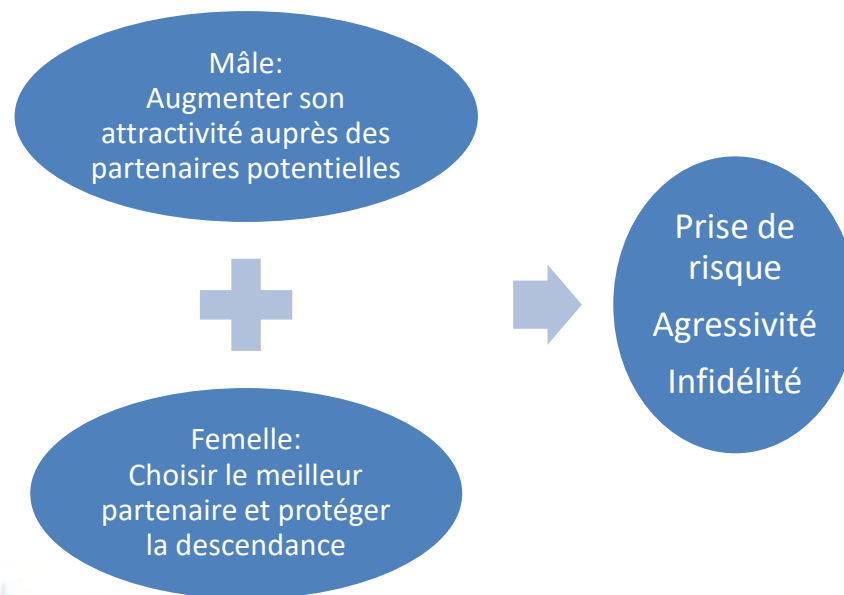 Mâle:
Augmenter son
attractivité auprès des
partenaires potentielles
Prise de
risque
Agressivité
Infidélité
Femelle:
Choisir le meilleur
partenaire et protéger
la descendance